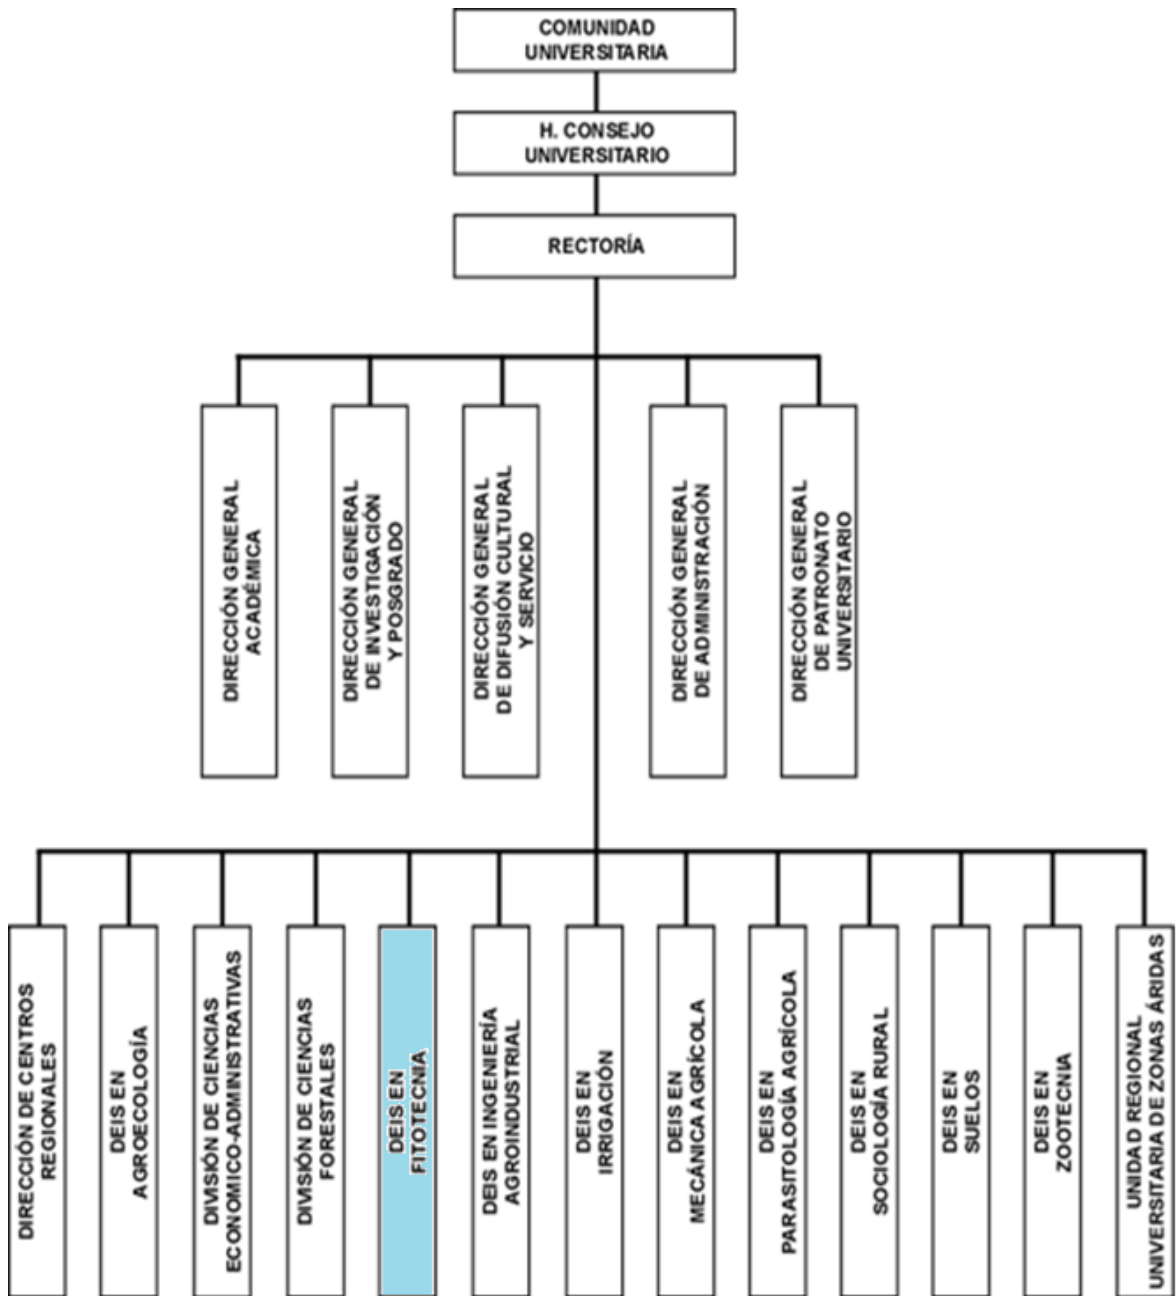 COMUNIDAD
UNIVERSITARIA
H. CONSEJO
UNIVERSITARIO
RECTORÍA
DIRECCIÓN GENERAL
ACADÉMICA
DIRECCIÓN GENERAL
DE INVESTIGACIÓN
Y POSGRADO
DIRECCIÓN GENERAL
DE DIFUSIÓN CULTURAL
Y SERVICIO
DIRECCIÓN GENERAL
DE ADMINISTRACIÓN
DIRECCIÓN GENERAL
DE PATRONATO
UNIVERSITARIO
DIRECCIÓN DE CENTROS
REGIONALES
DEIS EN
AGROECOLOGÍA
DIVISIÓN DE CIENCIAS
ECONOMICO-ADMINISTRATIVAS
DIVISIÓN DE CIENCIAS
FORESTALES
DEIS EN
FITOTECNIA
DEIS EN INGENIERÍA
AGROINDUSTRIAL
DEIS EN
IRRIGACIÓN
DEIS EN
MECÁNICA AGRÍCOLA
DEIS EN
PARASITOLOGÍA AGRÍCOLA
DEIS EN
SOCIOLOGÍA RURAL
DEIS EN
SUELOS
DEIS EN
ZOOTECNIA
UNIDAD REGIONAL
UNIVERSITARIA DE ZONAS ÁRIDAS